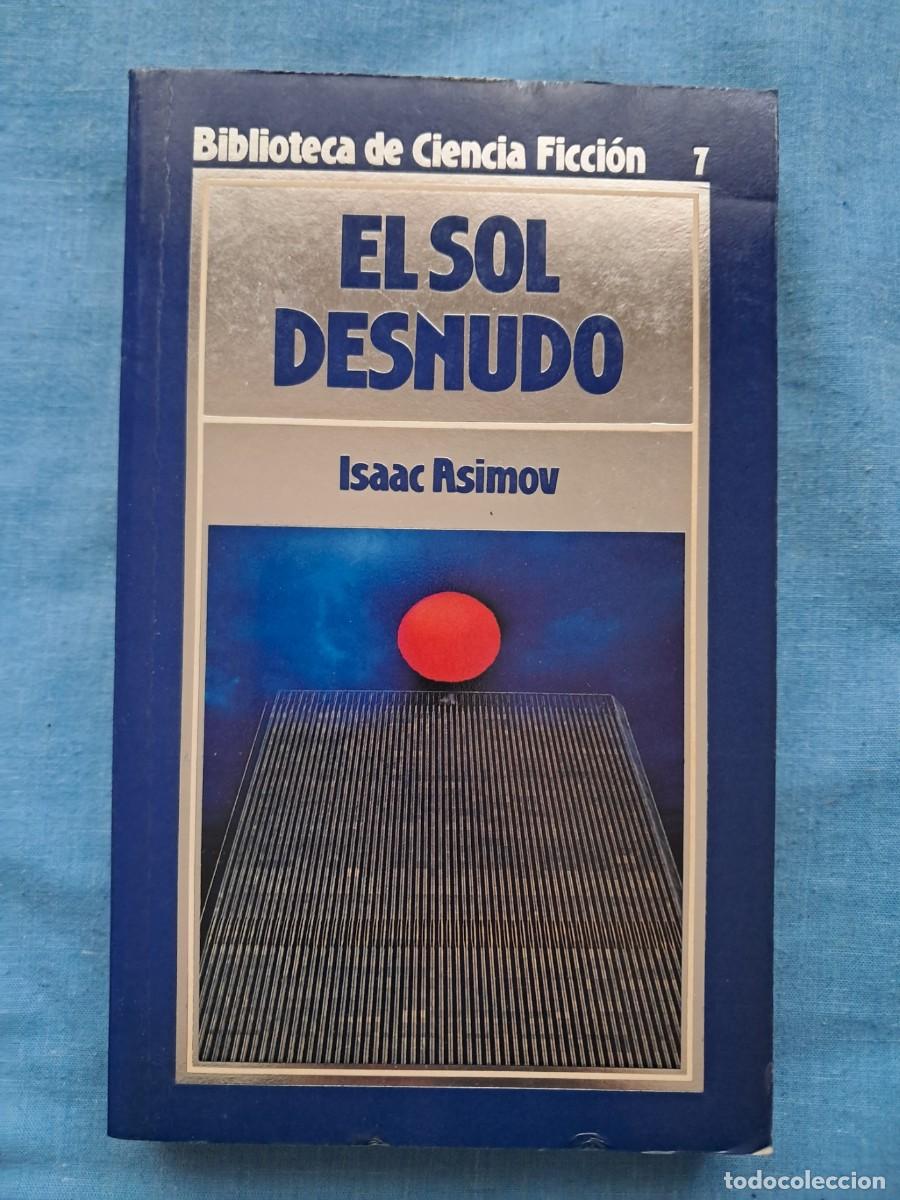 Biblioteca de Ciencia Ficción 7
EL SOL
DESNUDO
Isaac Asimov
todocoleccion